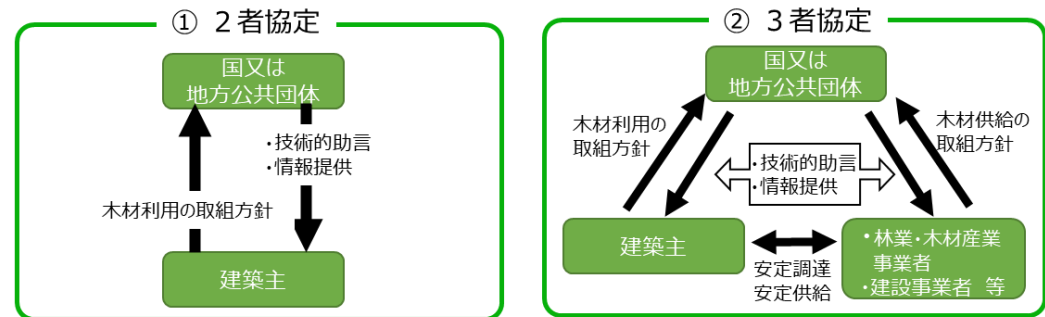 ① ２者協定
国又は
地方公共団体
・技術的助言
・情報提供
木材利用の取組方針
建築主
② ３者協定
国又は
地方公共団体
木材利用の
取組方針
木材供給の
取組方針
・技術的助言
・情報提供
建築主
安定調達
安定供給
・林業・木材産業
事業者
・建設事業者 等